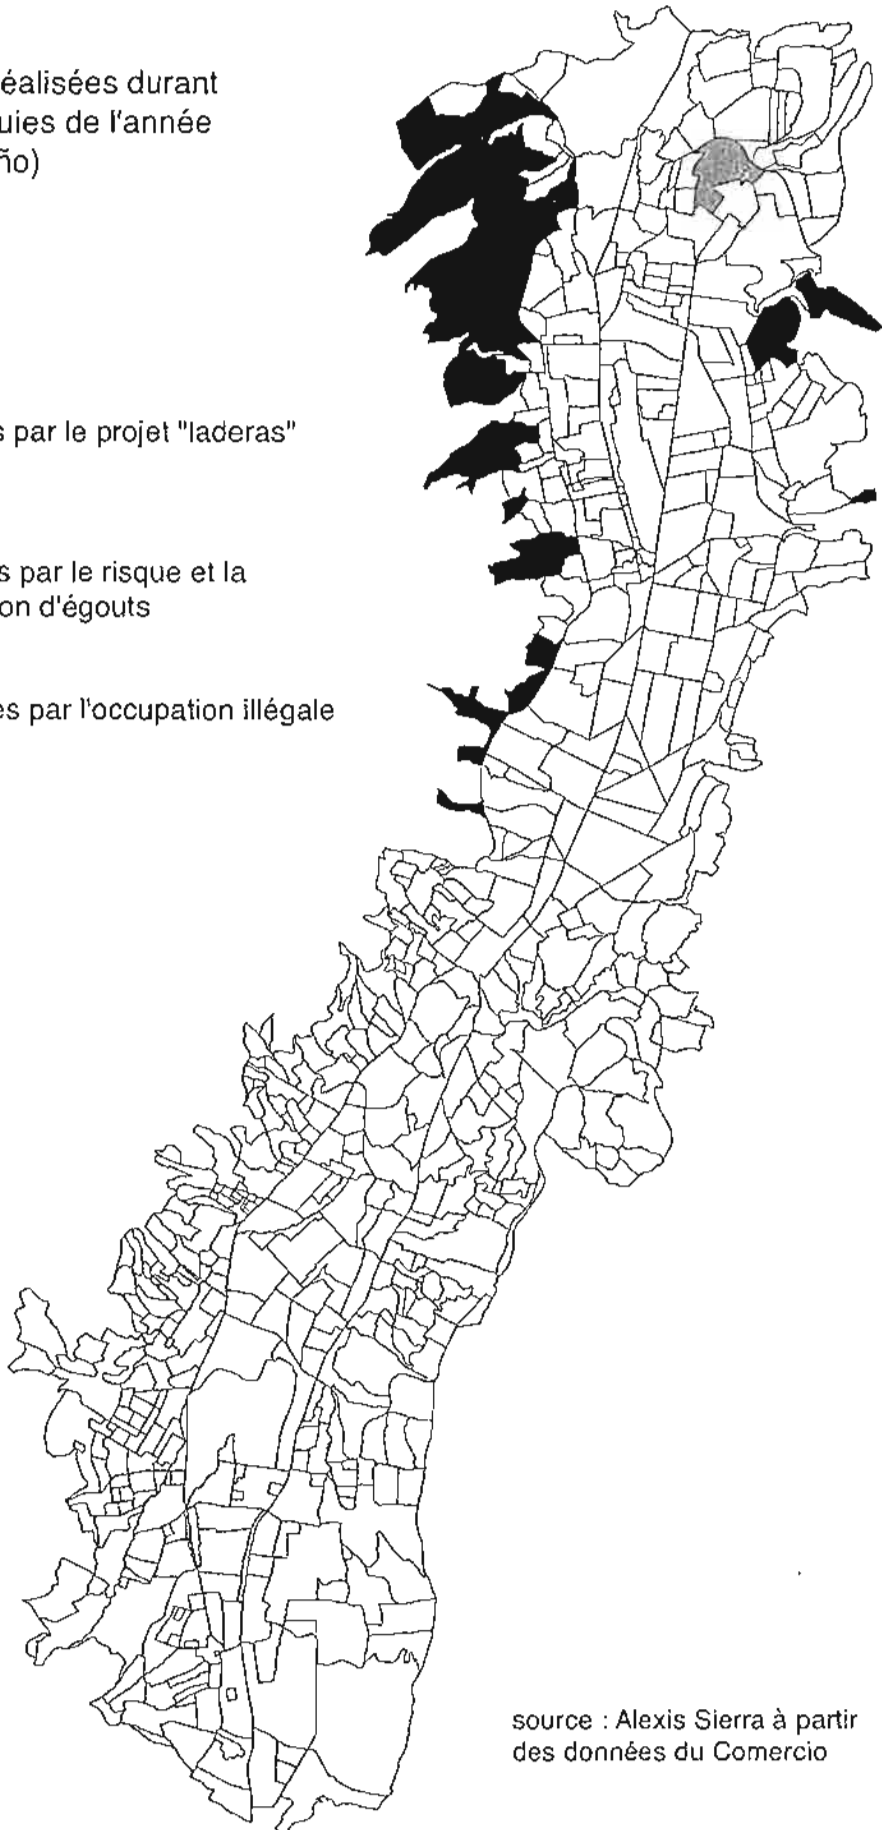 éalisées durant
uies de l'année
ño)
s par le projet "laderas"
s par le risque et la
on d'égouts
es par l'occupation illégale
source : Alexis Sierra à partir
des données du Comercio